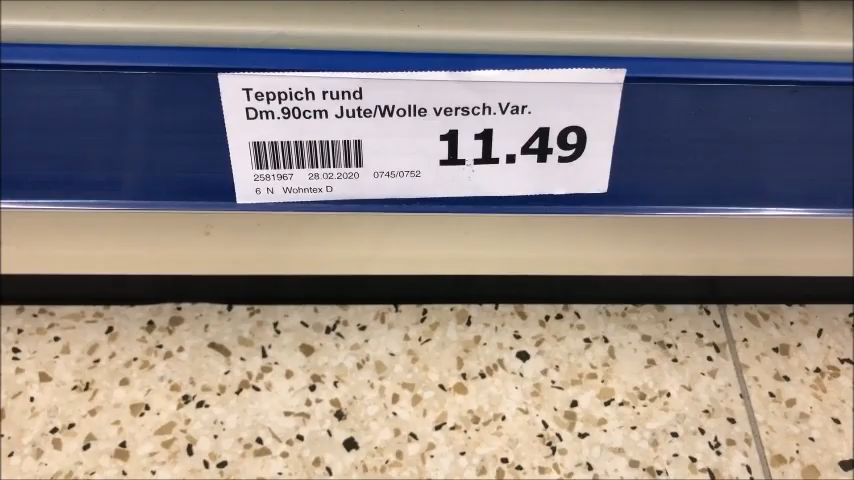 Teppich rund
Dm.90cm Jute/Wolle versch.Var.
11.49
2581967 28.02.2020 0745/0752
6 N Wohntex D